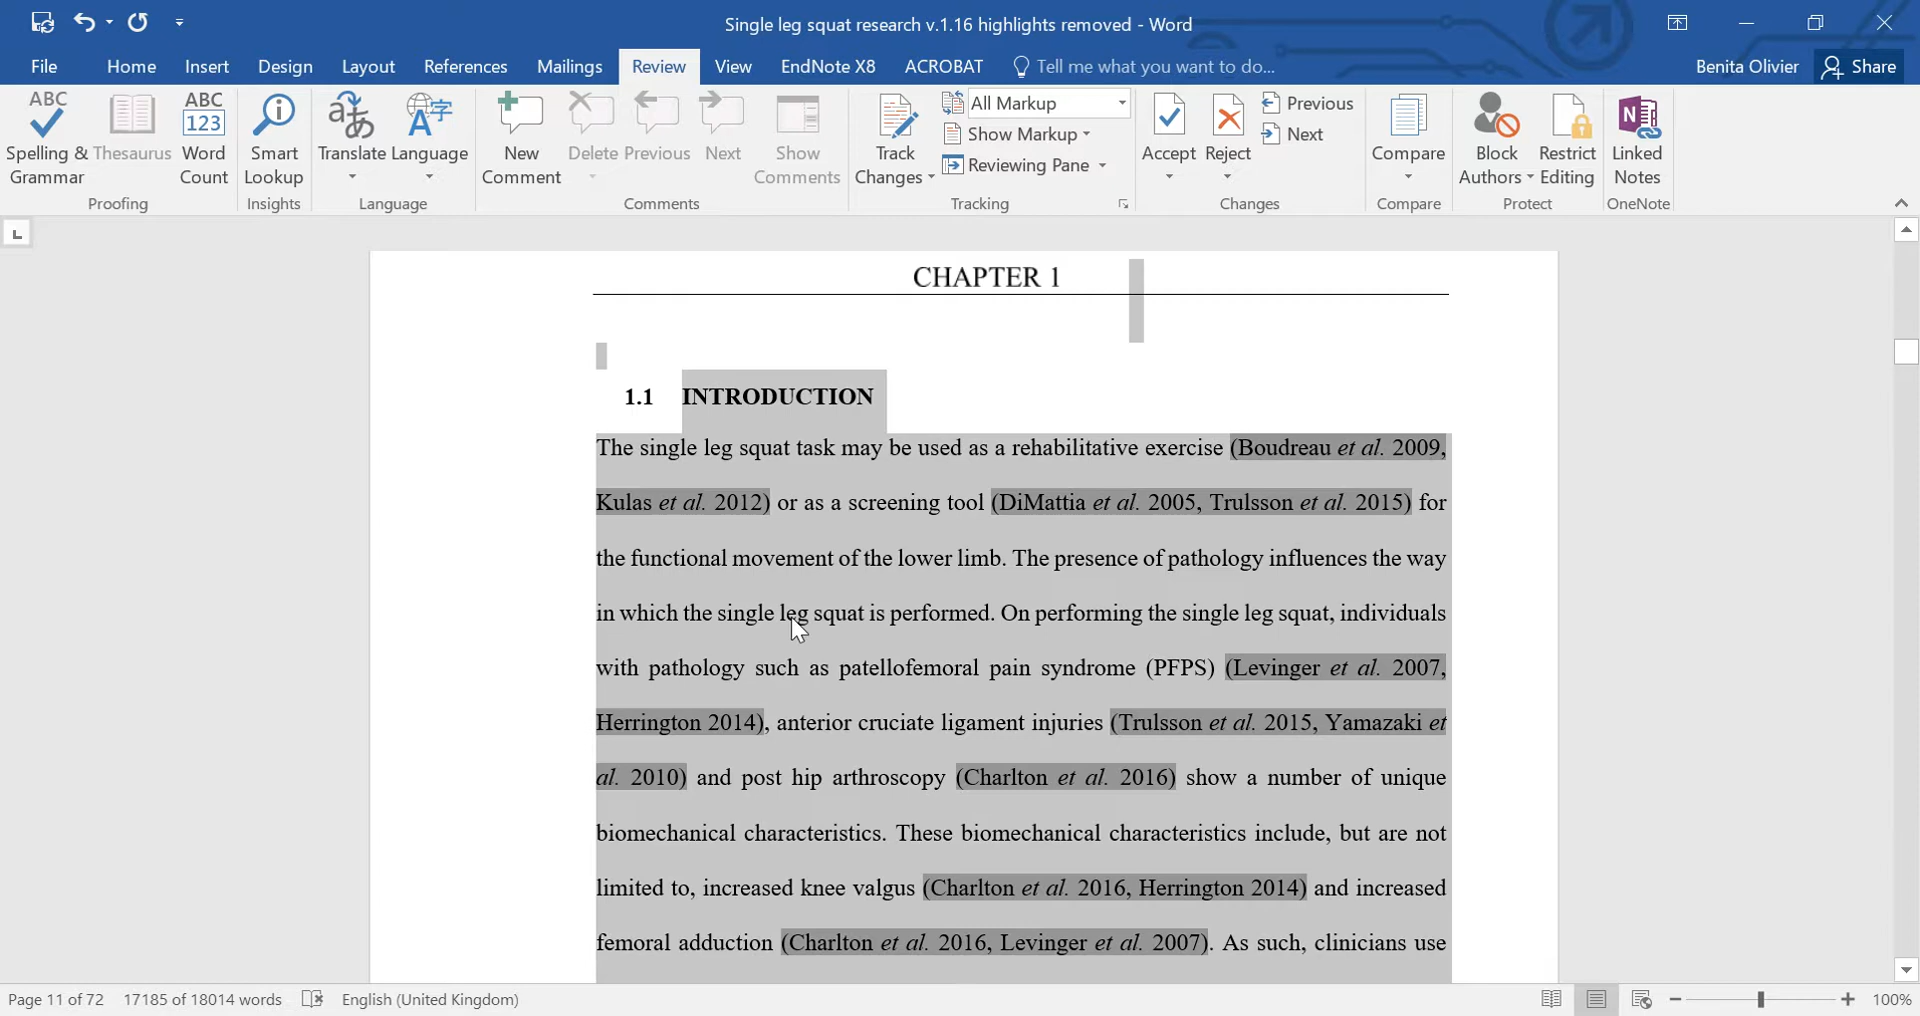 Single leg squat research v.1.16 highlights removed - Word
File Home Insert Design Layout References Mailings Review View EndNote X8 ACROBAT Tell me what you want to do... Benita Olivier Share
ABC
Spelling &
Grammar
Thesaurus
ABC
123
Word
Count
Proofing
Smart
Lookup
Insights
Translate
Language
Language
New
Comment
Delete
Previous
Next
Show
Comments
Comments
Track
Changes
All Markup
Show Markup
Reviewing Pane
Tracking
Accept
Reject
Previous
Next
Changes
Compare
Compare
Block
Authors
Restrict
Editing
Protect
Linked
Notes
OneNote
CHAPTER 1
1.1 INTRODUCTION
The single leg squat task may be used as a rehabilitative exercise (Boudreau et al. 2009,
Kulas et al. 2012) or as a screening tool (DiMattia et al. 2005, Trulsson et al. 2015) for
the functional movement of the lower limb. The presence of pathology influences the way
in which the single leg squat is performed. On performing the single leg squat, individuals
with pathology such as patellofemoral pain syndrome (PFPS) (Levinger et al. 2007,
Herrington 2014), anterior cruciate ligament injuries (Trulsson et al. 2015, Yamazaki et
al. 2010) and post hip arthroscopy (Charlton et al. 2016) show a number of unique
biomechanical characteristics. These biomechanical characteristics include, but are not
limited to, increased knee valgus (Charlton et al. 2016, Herrington 2014) and increased
femoral adduction (Charlton et al. 2016, Levinger et al. 2007). As such, clinicians use
Page 11 of 72 17185 of 18014 words English (United Kingdom) 100%